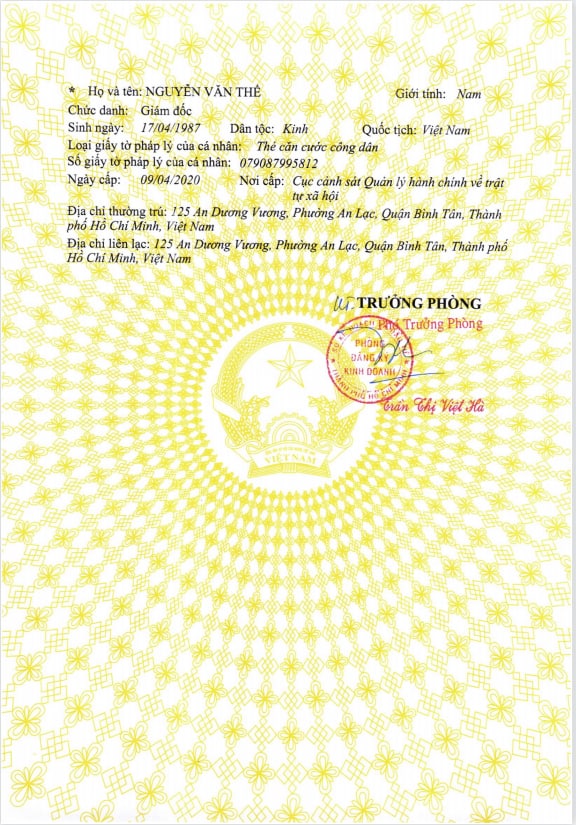 * Họ và tên: NGUYỄN VĂN THẾ Giới tính: Nam
Chức danh: Giám đốc
Sinh ngày: 17/04/1987 Dân tộc: Kinh Quốc tịch: Việt Nam
Loại giấy tờ pháp lý của cá nhân: Thẻ căn cước công dân
Số giấy tờ pháp lý của cá nhân: 079087995812
Ngày cấp: 09/04/2020 Nơi cấp: Cục cảnh sát Quản lý hành chính về trật
tự xã hội
Địa chỉ thường trú: 125 An Dương Vương, Phường An Lạc, Quận Bình Tân, Thành
phố Hồ Chí Minh, Việt Nam
Địa chỉ liên lạc: 125 An Dương Vương, Phường An Lạc, Quận Bình Tân, Thành phố
Hồ Chí Minh, Việt Nam
TRƯỞNG PHÒNG
Phó Trưởng Phòng
PHÒNG
ĐĂNG KÝ
KINH DOANH
THÀNH PHỐ HỒ CHÍ MINH
Trần Thị Việt Hà
VIỆT NAM